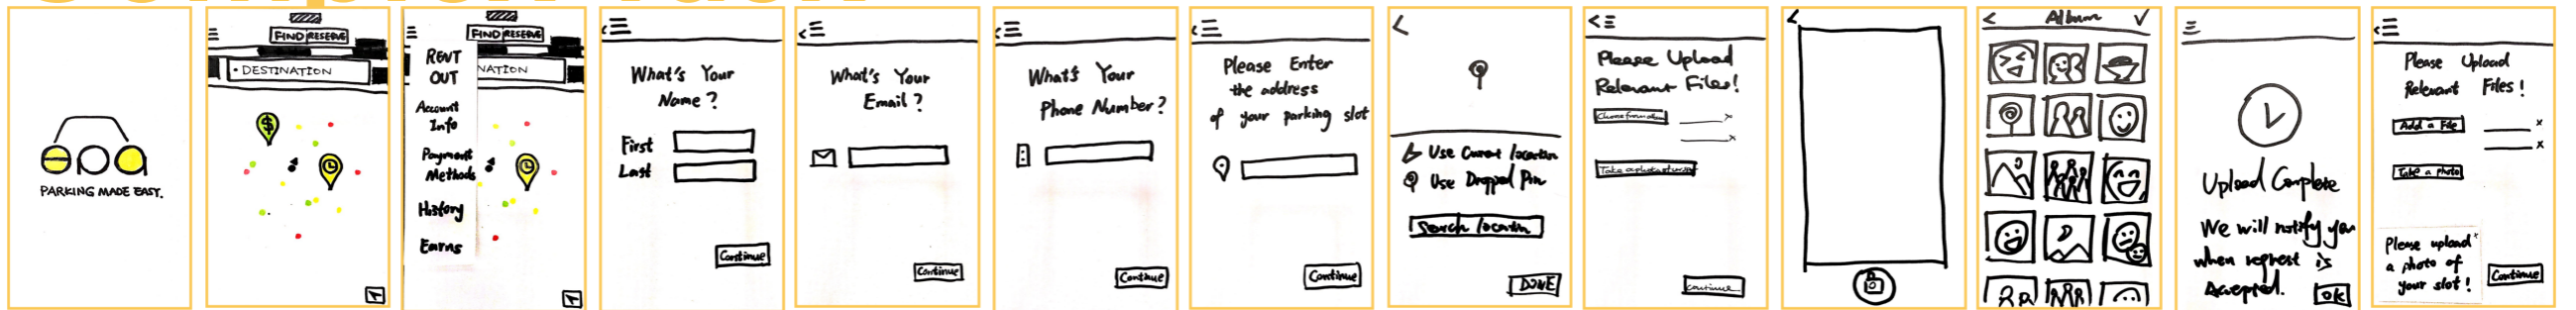 PARKING MADE EASY.
FIND RESERVE
• DESTINATION
$
FIND RESERVE
RENT
OUT
NATION
Account
Info
Payment
Methods
History
Earns
What's Your
Name?
First
Last
Continue
What's Your
Email?
Continue
What's Your
Phone Number?
Continue
Please Enter
the address
of your parking slot
Continue
Use Current location
Use Dropped Pin
Search location
DONE
Please Upload
Relevant Files!
Choose from album
x
x
Continue
Album
Upload Complete
We will notify you
when request is
Accepted.
OK
Please Upload
Relevant Files!
Add a File
x
x
Take a photo
Please upload x
a photo of
your slot!
Continue